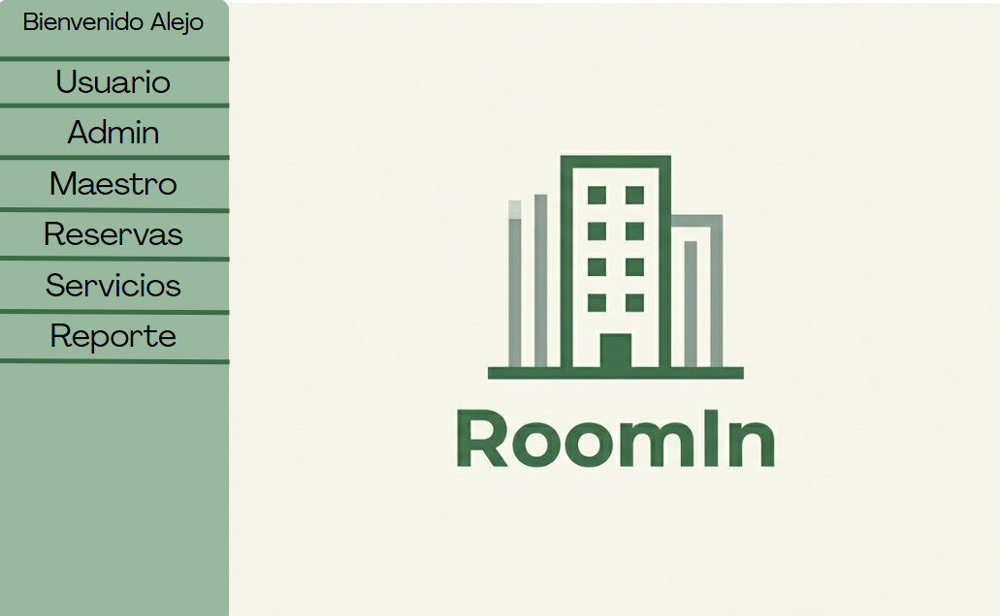 Bienvenido Alejo
Usuario
Admin
Maestro
Reservas
Servicios
Reporte
RoomIn